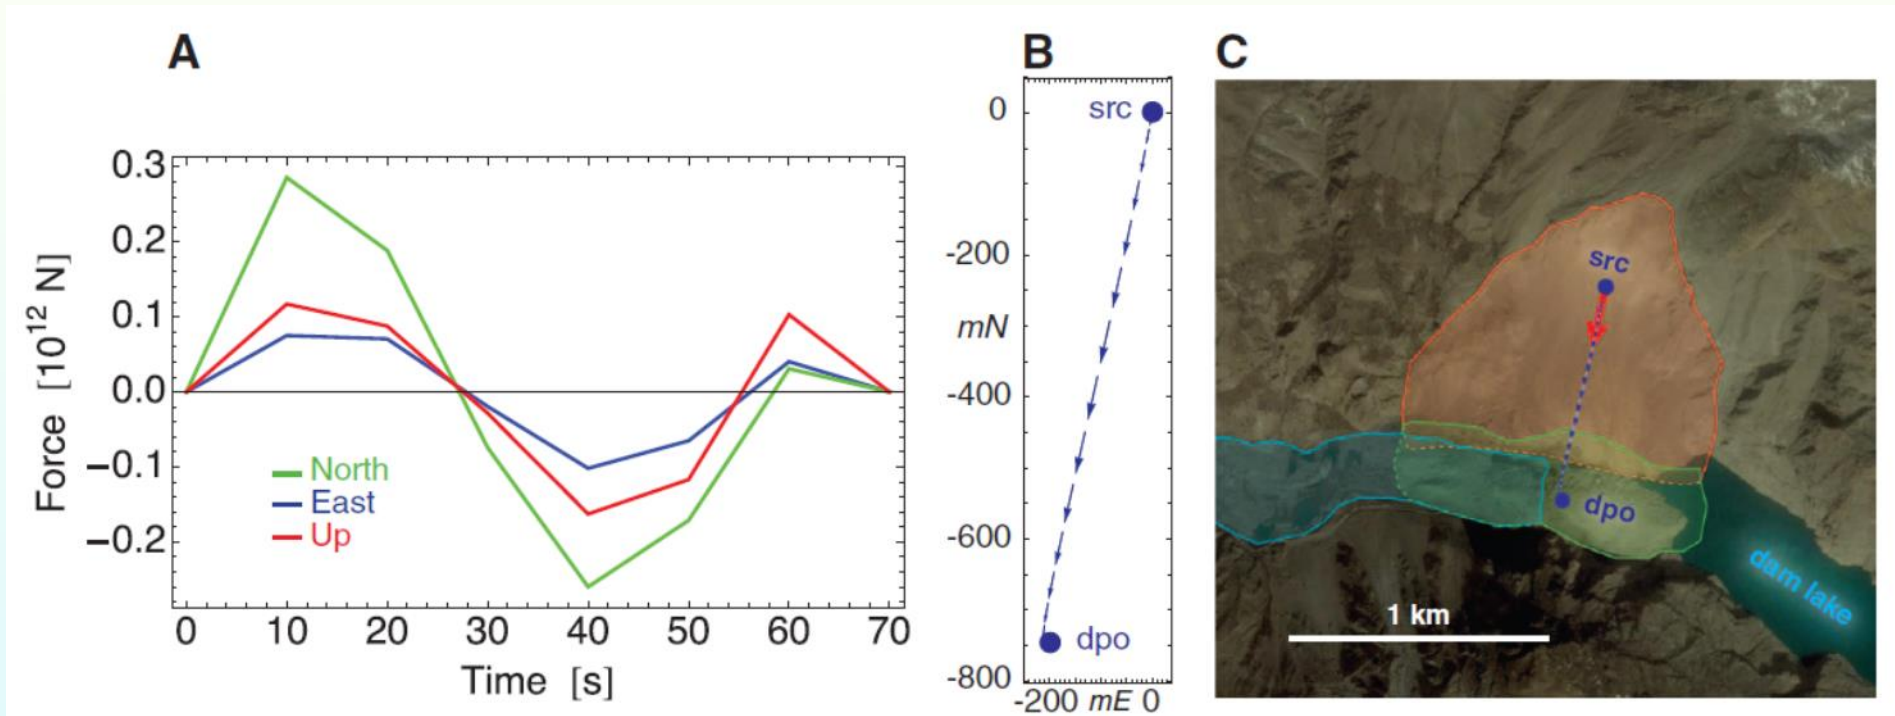 A
Force [10^12 N]
0.3
0.2
0.1
0.0
−0.1
−0.2
North
East
Up
0 10 20 30 40 50 60 70
Time [s]
B
0
-200
mN
-400
-600
-800
src
dpo
-200 mE 0
C
src
dpo
dam lake
1 km